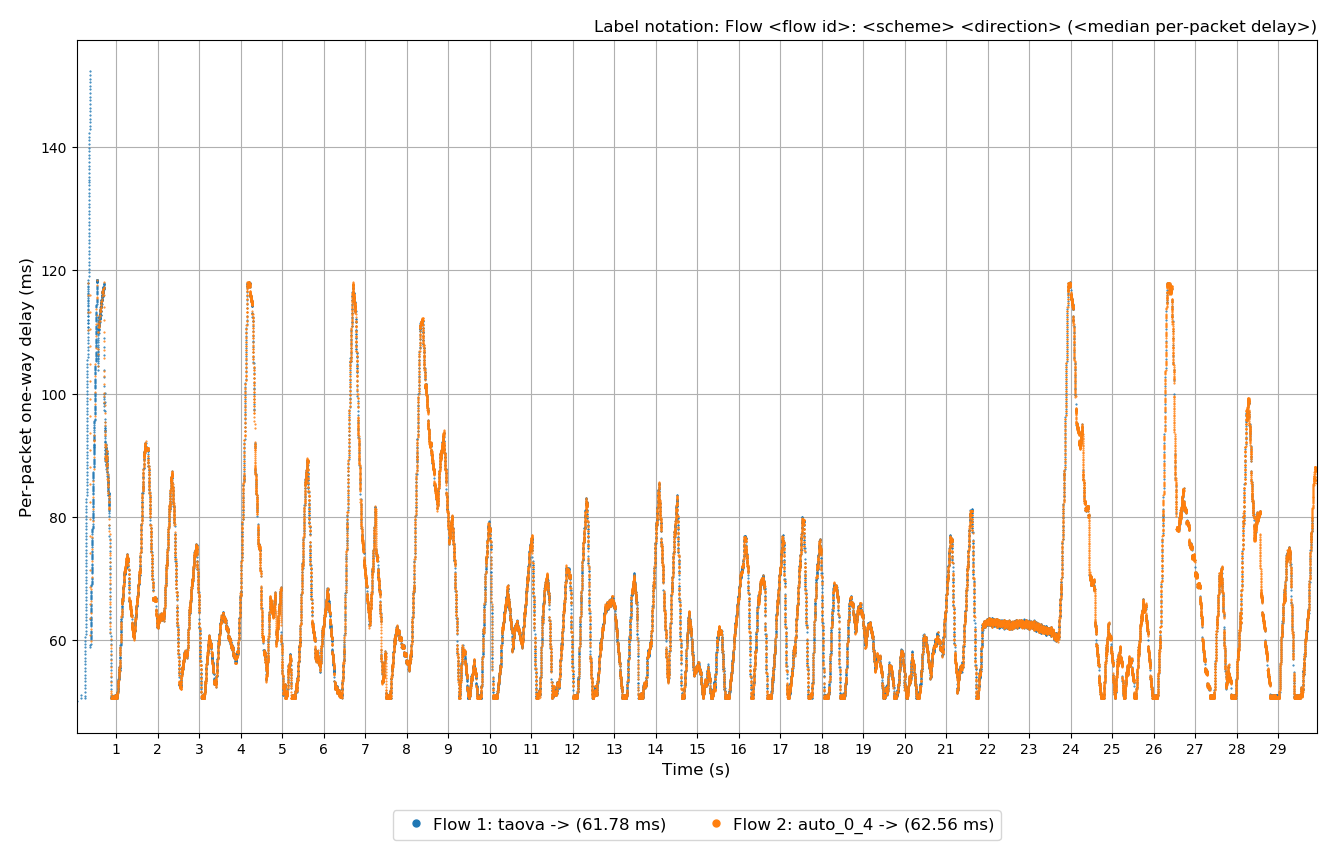 Label notation: Flow <flow id>: <scheme> <direction> (<median per-packet delay>)
Per-packet one-way delay (ms)
140
120
100
80
60
1 2 3 4 5 6 7 8 9 10 11 12 13 14 15 16 17 18 19 20 21 22 23 24 25 26 27 28 29
Time (s)
Flow 1: taova -> (61.78 ms) Flow 2: auto_0_4 -> (62.56 ms)